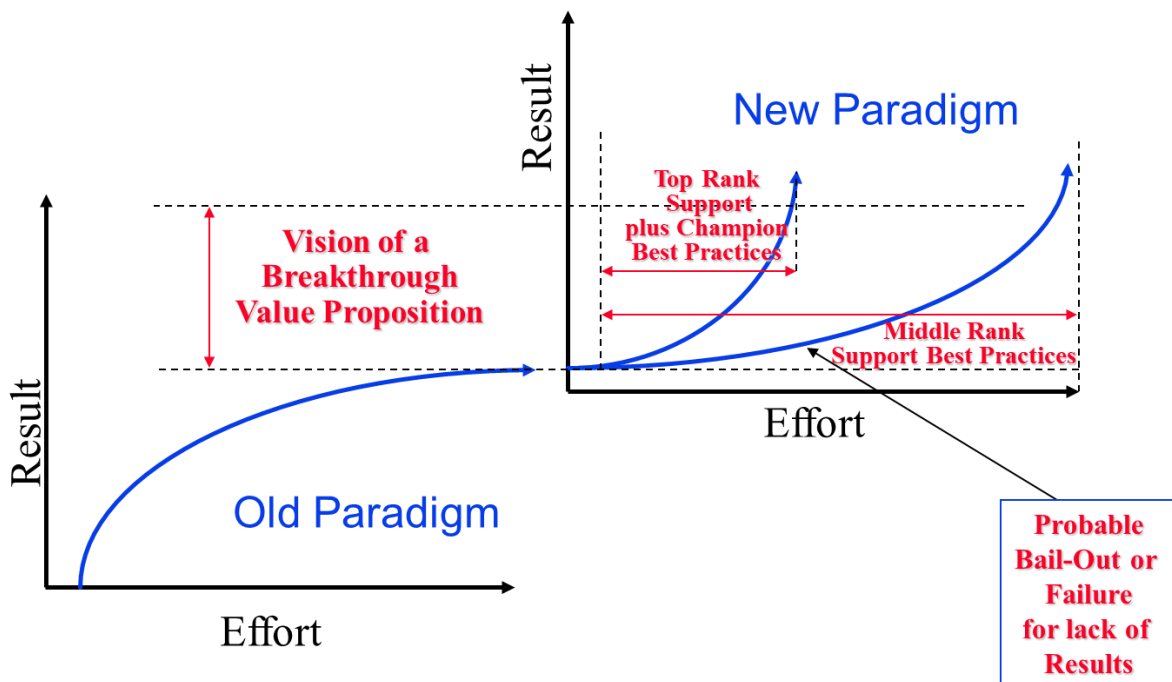 Result
New Paradigm
Top Rank
Support
plus Champion
Best Practices
Vision of a
Breakthrough
Value Proposition
Middle Rank
Support Best Practices
Effort
Result
Old Paradigm
Effort
Probable
Bail-Out or
Failure
for lack of
Results